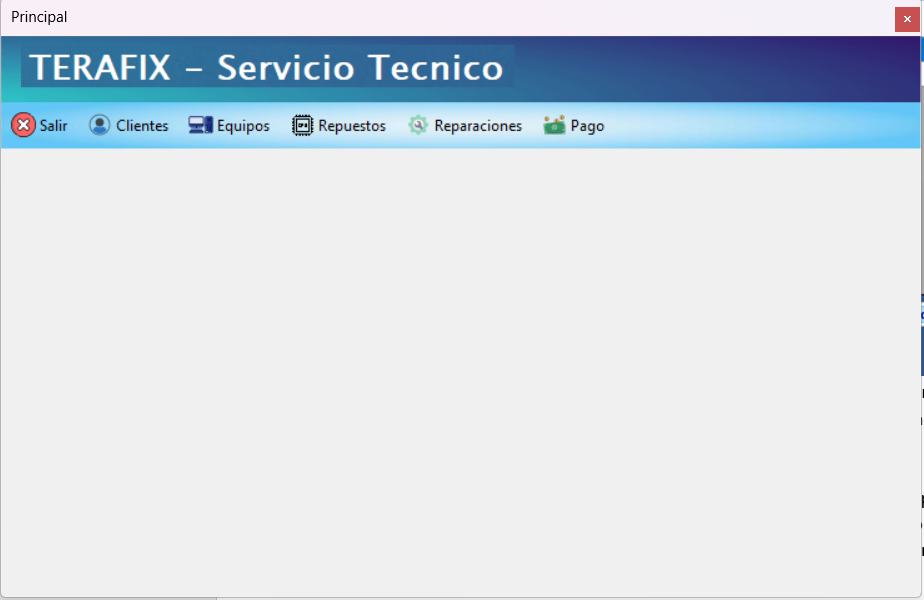 Principal
TERAFIX – Servicio Tecnico
Salir Clientes Equipos Repuestos Reparaciones Pago